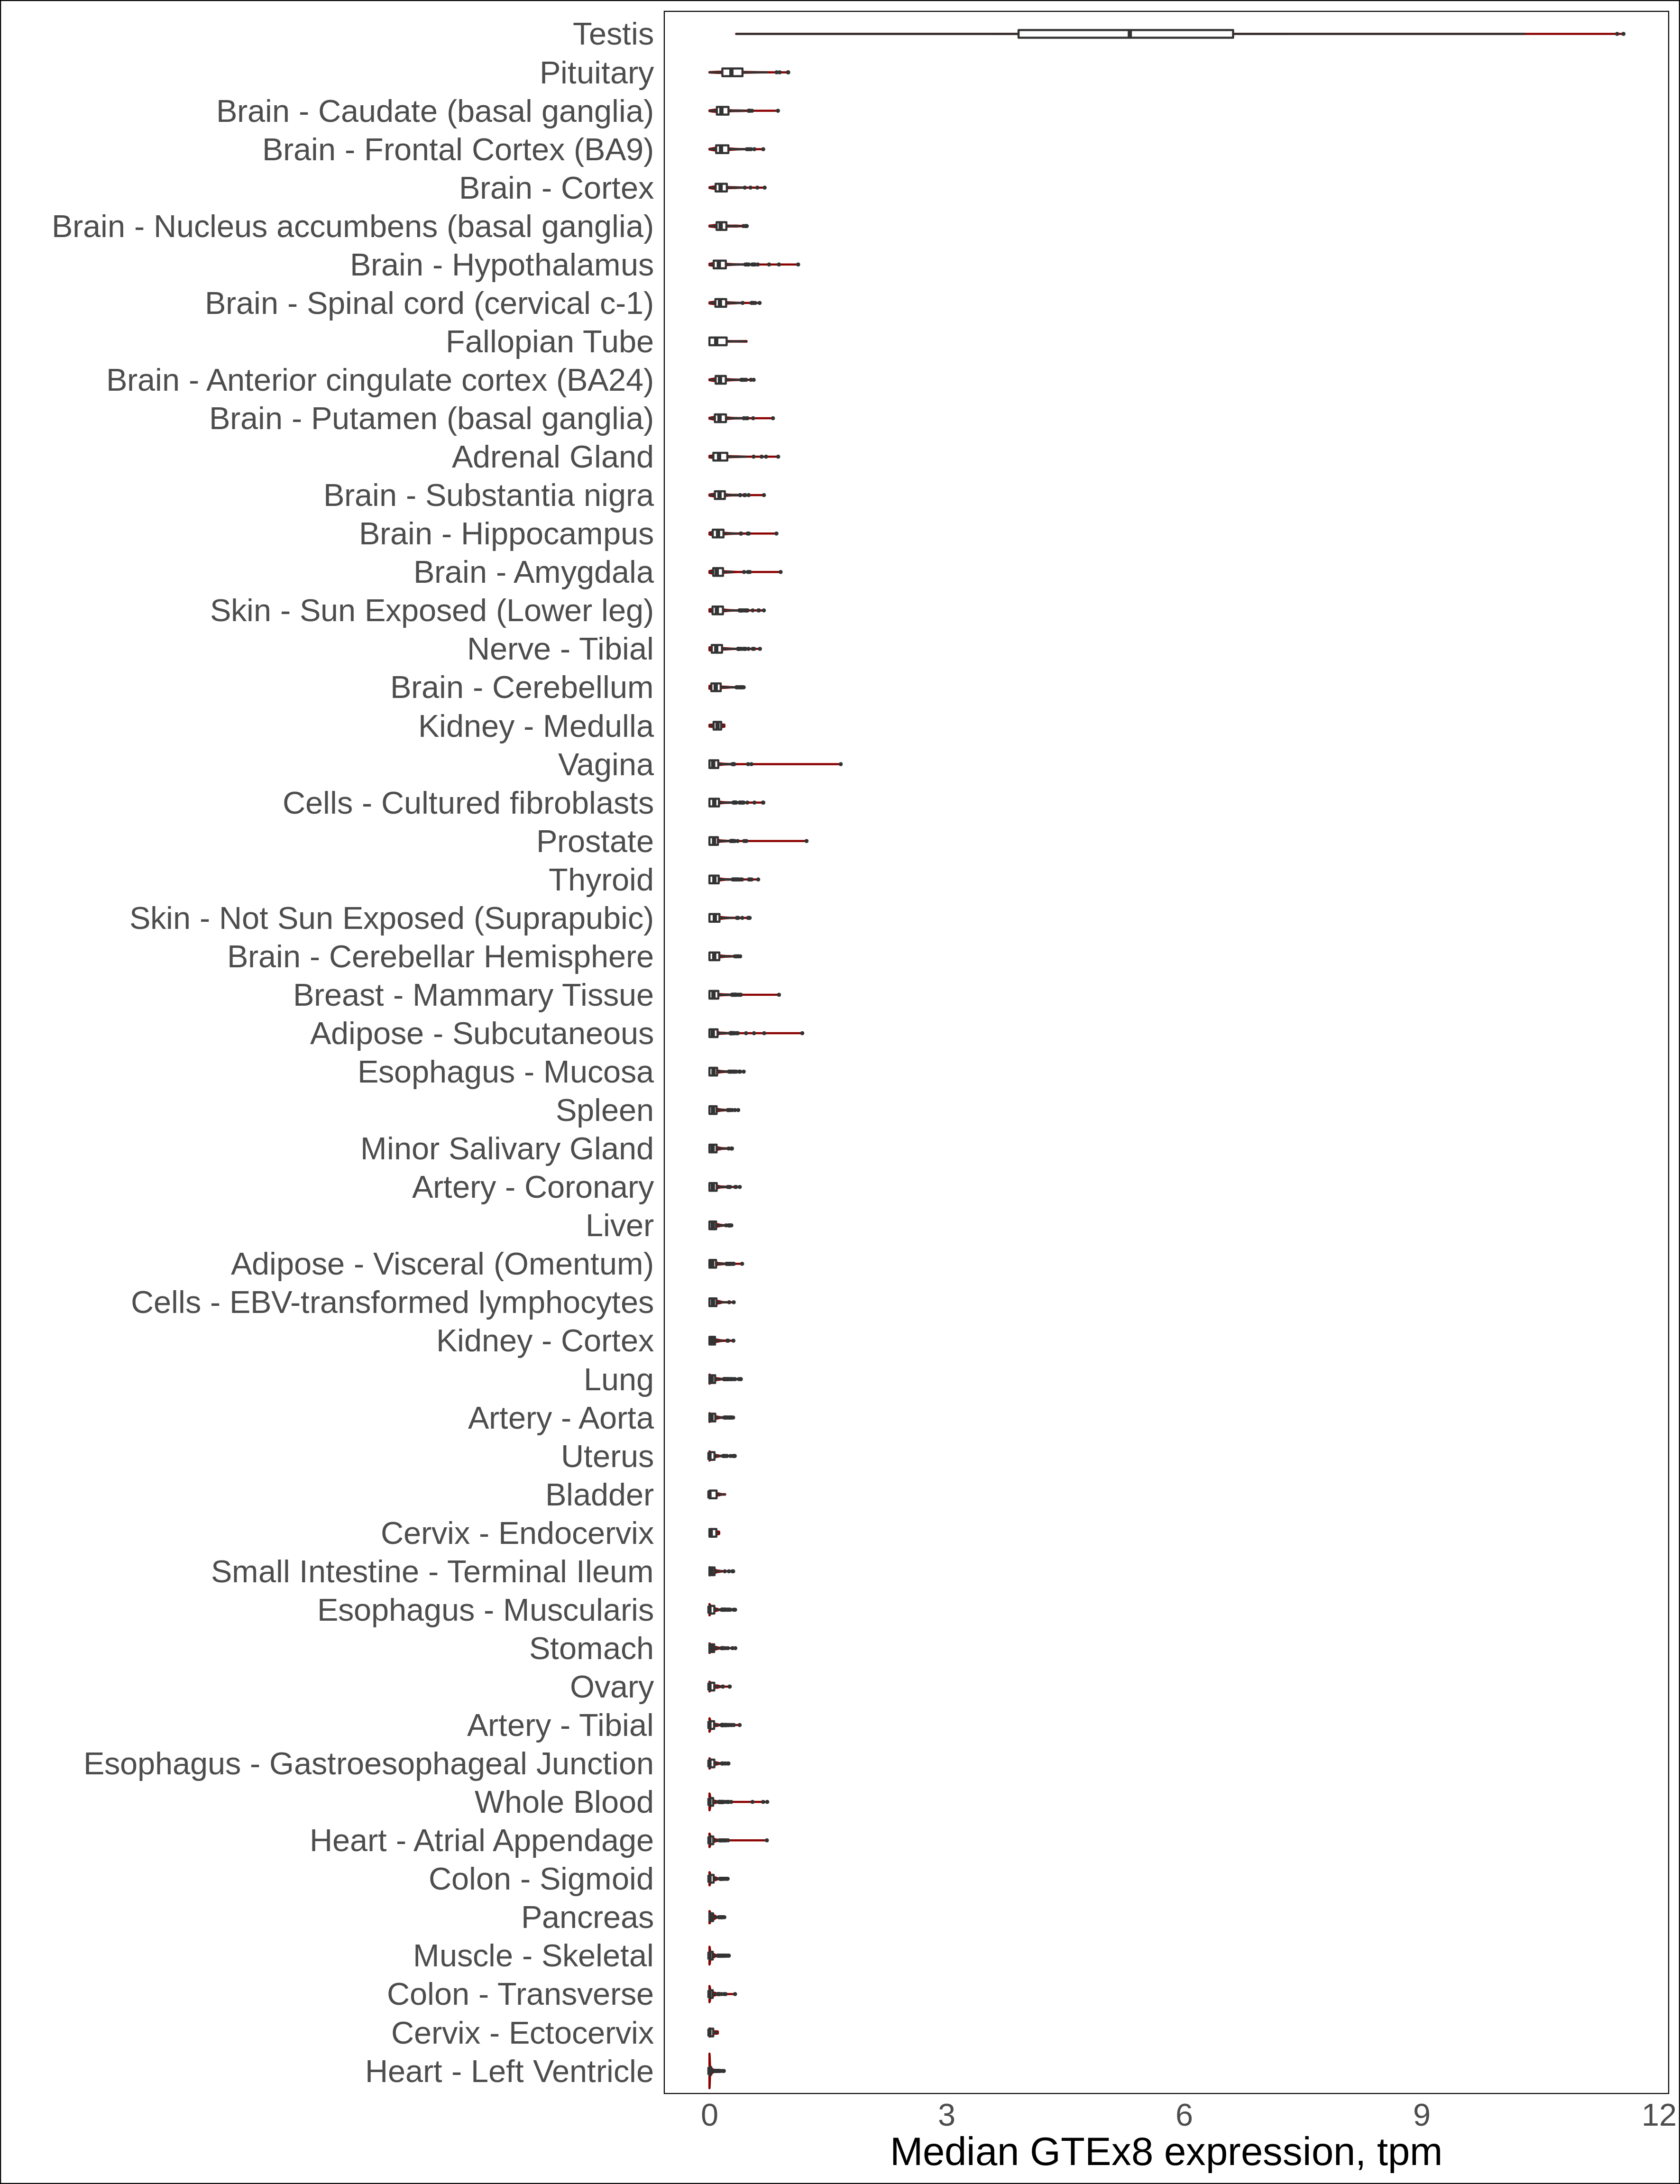 Testis
Pituitary
Brain - Caudate (basal ganglia)
Brain - Frontal Cortex (BA9)
Brain - Cortex
Brain - Nucleus accumbens (basal ganglia)
Brain - Hypothalamus
Brain - Spinal cord (cervical c-1)
Fallopian Tube
Brain - Anterior cingulate cortex (BA24)
Brain - Putamen (basal ganglia)
Adrenal Gland
Brain - Substantia nigra
Brain - Hippocampus
Brain - Amygdala
Skin - Sun Exposed (Lower leg)
Nerve - Tibial
Brain - Cerebellum
Kidney - Medulla
Vagina
Cells - Cultured fibroblasts
Prostate
Thyroid
Skin - Not Sun Exposed (Suprapubic)
Brain - Cerebellar Hemisphere
Breast - Mammary Tissue
Adipose - Subcutaneous
Esophagus - Mucosa
Spleen
Minor Salivary Gland
Artery - Coronary
Liver
Adipose - Visceral (Omentum)
Cells - EBV-transformed lymphocytes
Kidney - Cortex
Lung
Artery - Aorta
Uterus
Bladder
Cervix - Endocervix
Small Intestine - Terminal Ileum
Esophagus - Muscularis
Stomach
Ovary
Artery - Tibial
Esophagus - Gastroesophageal Junction
Whole Blood
Heart - Atrial Appendage
Colon - Sigmoid
Pancreas
Muscle - Skeletal
Colon - Transverse
Cervix - Ectocervix
Heart - Left Ventricle
0 3 6 9 12
Median GTEx8 expression, tpm